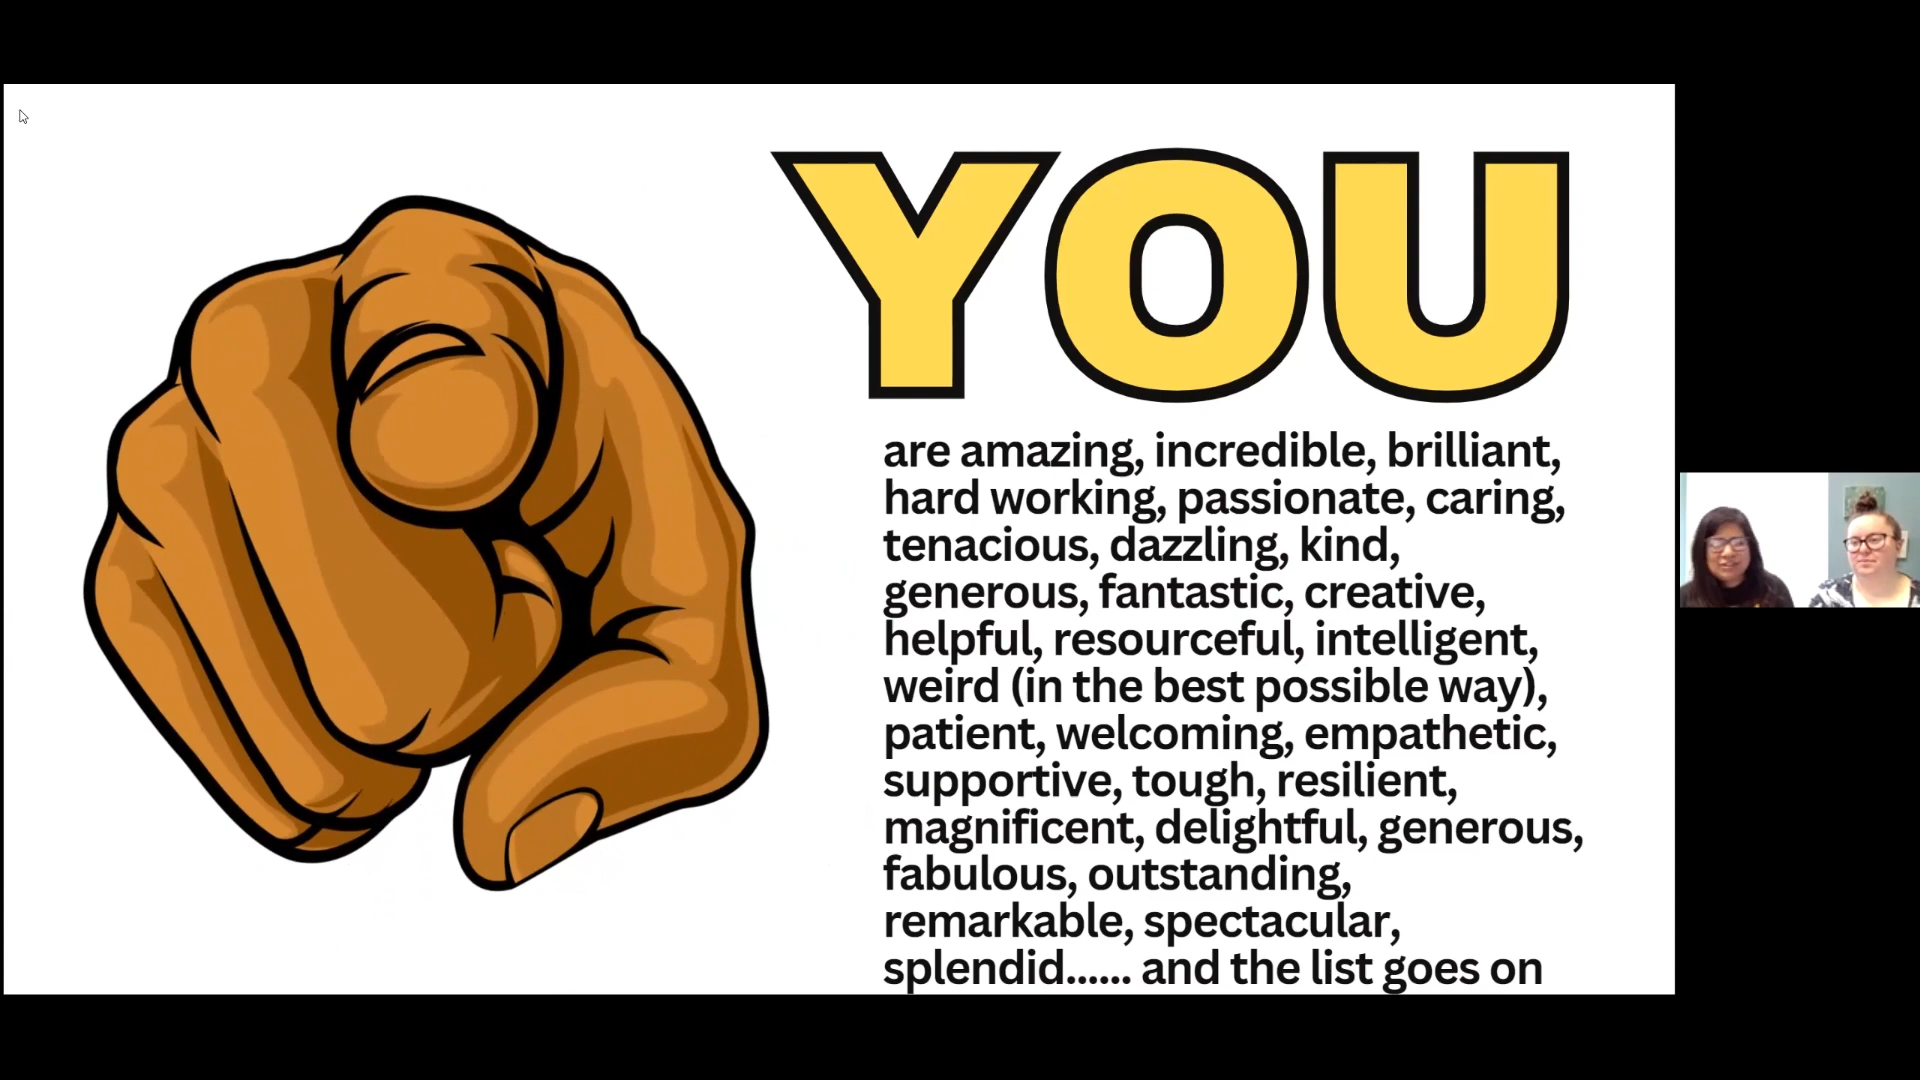 YOU
are amazing, incredible, brilliant,
hard working, passionate, caring,
tenacious, dazzling, kind,
generous, fantastic, creative,
helpful, resourceful, intelligent,
weird (in the best possible way),
patient, welcoming, empathetic,
supportive, tough, resilient,
magnificent, delightful, generous,
fabulous, outstanding,
remarkable, spectacular,
splendid...... and the list goes on